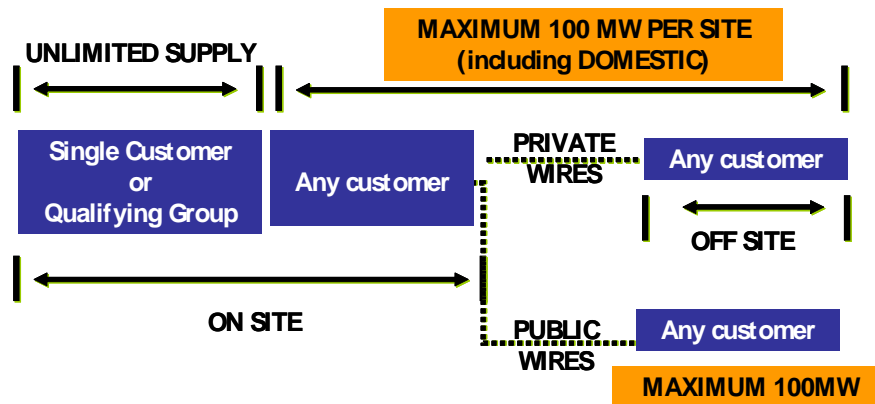 MAXIMUM 100 MW PER SITE
(including DOMESTIC)
UNLIMITED SUPPLY
Single Customer
or
Qualifying Group
Any customer
PRIVATE
WIRES
Any customer
OFF SITE
ON SITE
PUBLIC
WIRES
Any customer
MAXIMUM 100MW